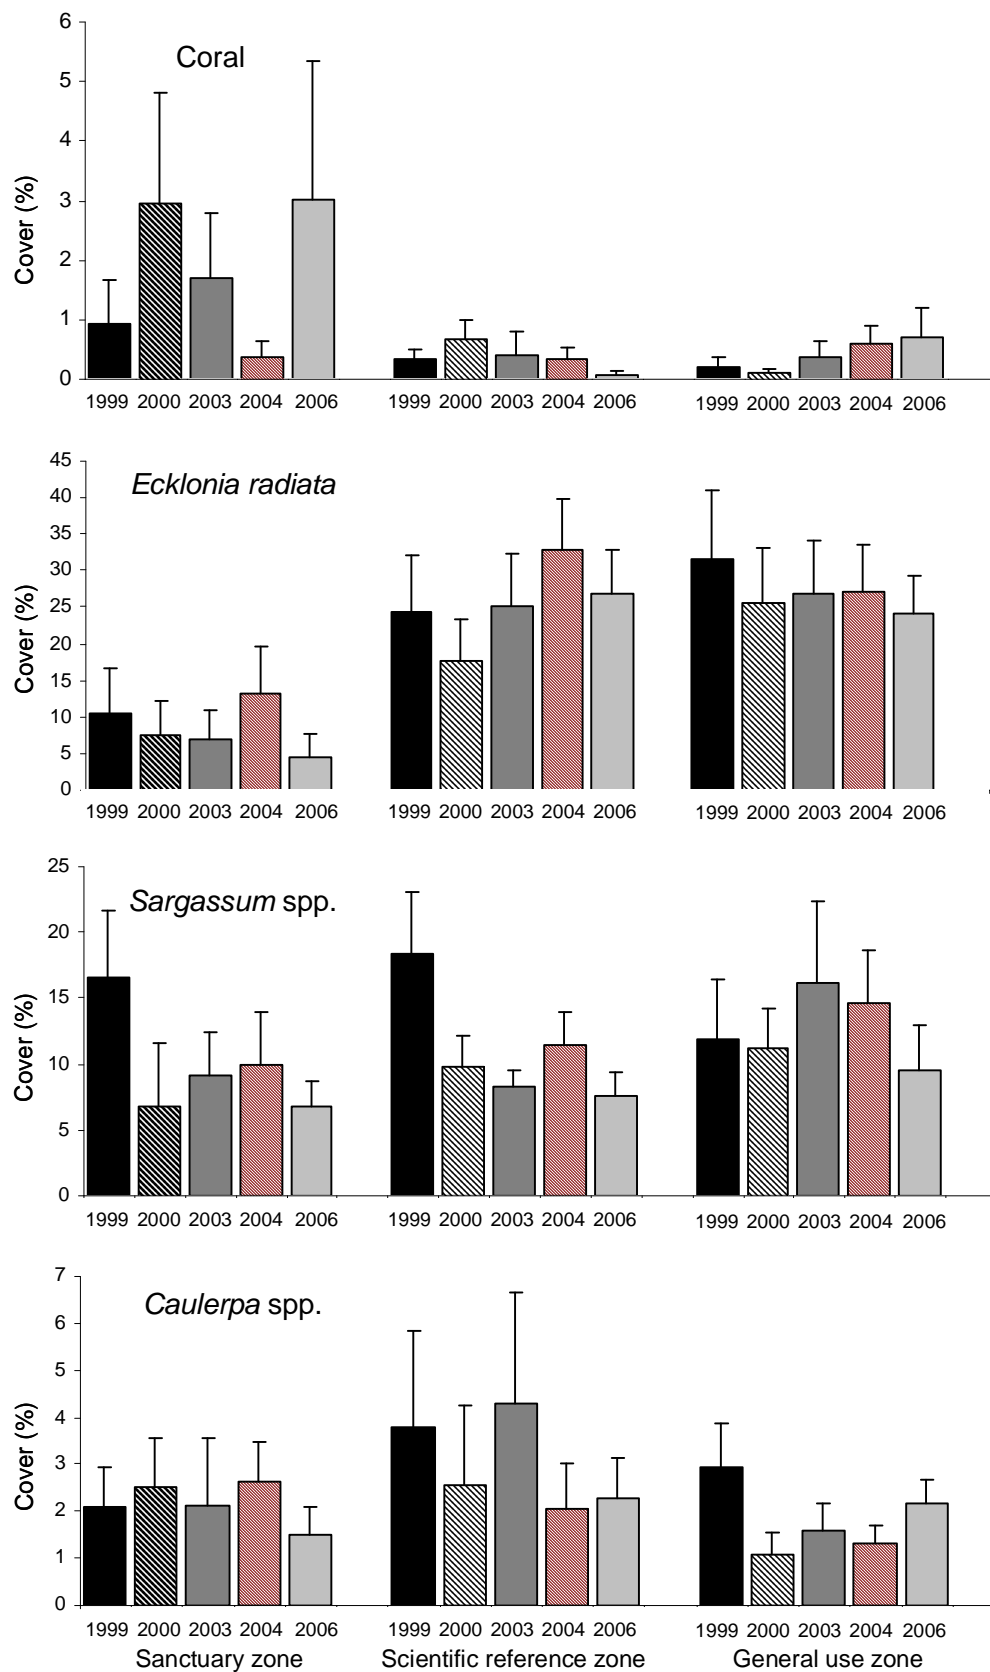 Coral
Cover (%)
6
5
4
3
2
1
0
1999 2000 2003 2004 2006 1999 2000 2003 2004 2006 1999 2000 2003 2004 2006
Ecklonia radiata
Cover (%)
45
40
35
30
25
20
15
10
5
0
1999 2000 2003 2004 2006 1999 2000 2003 2004 2006 1999 2000 2003 2004 2006
Sargassum spp.
Cover (%)
25
20
15
10
5
0
1999 2000 2003 2004 2006 1999 2000 2003 2004 2006 1999 2000 2003 2004 2006
Caulerpa spp.
Cover (%)
7
6
5
4
3
2
1
0
1999 2000 2003 2004 2006 1999 2000 2003 2004 2006 1999 2000 2003 2004 2006
Sanctuary zone Scientific reference zone General use zone